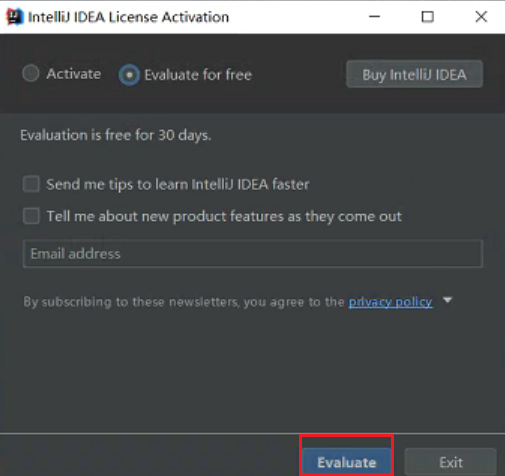 IntelliJ IDEA License Activation
Activate Evaluate for free Buy IntelliJ IDEA
Evaluation is free for 30 days.
Send me tips to learn IntelliJ IDEA faster
Tell me about new product features as they come out
Email address
By subscribing to these newsletters, you agree to the privacy policy
Evaluate Exit